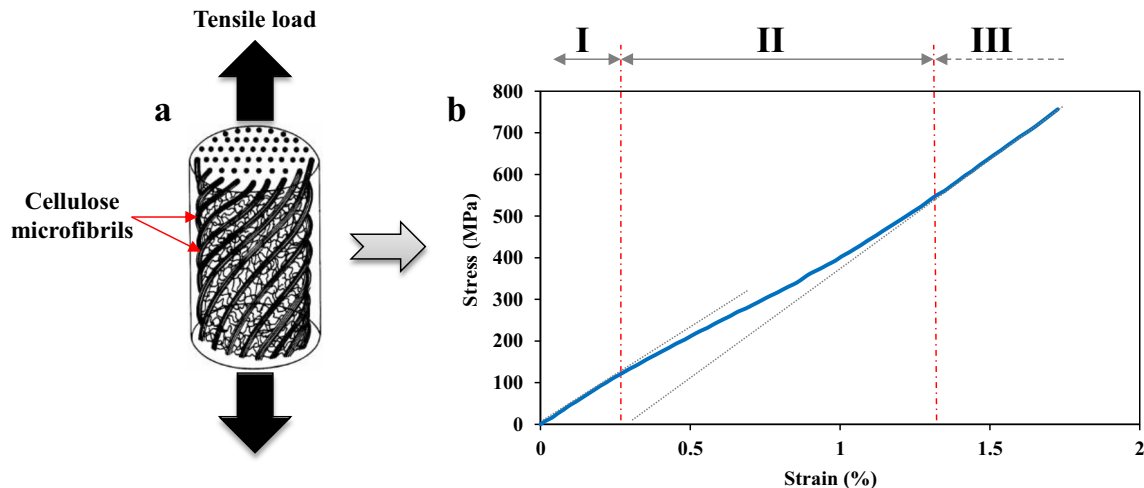 Tensile load
a
Cellulose
microfibrils
b
I II III
Stress (MPa)
800
700
600
500
400
300
200
100
0
0 0.5 1 1.5 2
Strain (%)